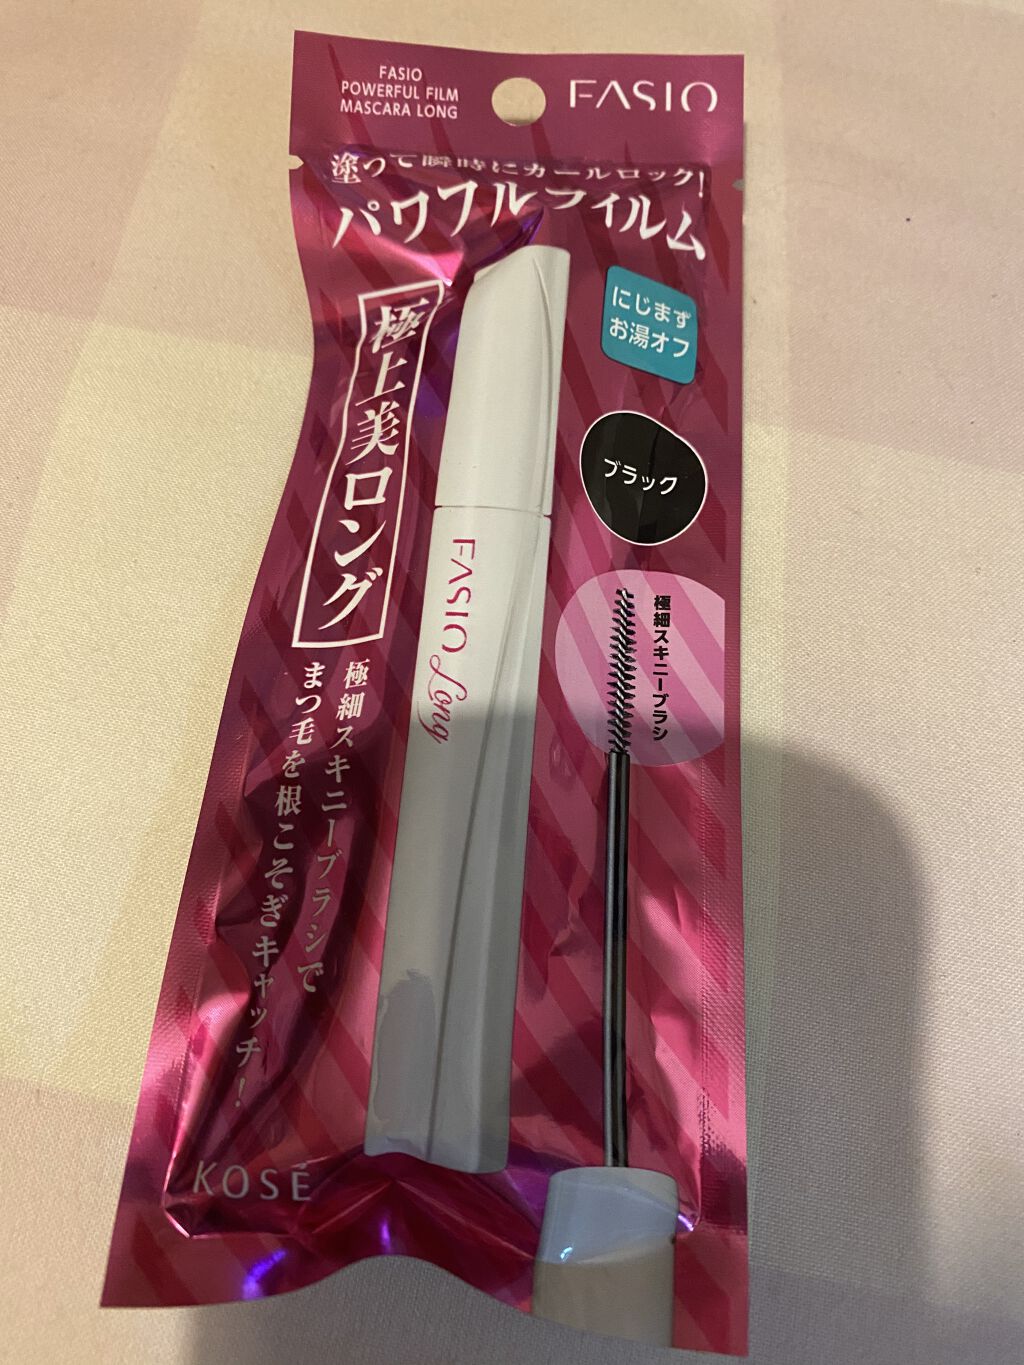 FASIO
POWERFUL FILM
MASCARA LONG
FASIO
塗って瞬時にカールロック!
パワフルフィルム
にじまず
お湯オフ
極上美ロング
ブラック
極細スキニーブラシ
FASIO Long
極細スキニーブラシで
まつ毛を根こそぎキャッチ!
KOSÉ